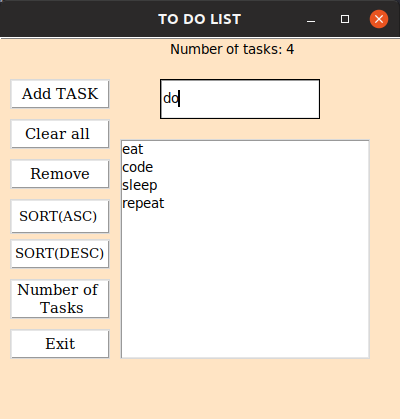 TO DO LIST
Number of tasks: 4
Add TASK
do
Clear all
Remove
SORT(ASC)
SORT(DESC)
Number of
Tasks
Exit
eat
code
sleep
repeat